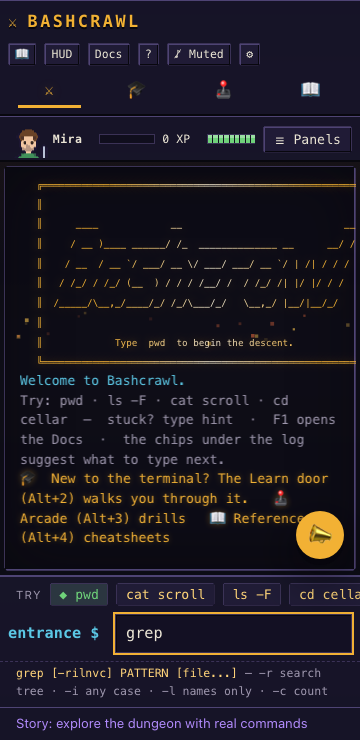 BASHCRAWL
HUD
Docs
?
Muted
Mira
0 XP
≡ Panels
Type pwd to begin the descent.
Welcome to Bashcrawl.
Try: pwd · ls −F · cat scroll · cd
cellar — stuck? type hint · F1 opens
the Docs · the chips under the log
suggest what to type next.
New to the terminal? The Learn door
(Alt+2) walks you through it.
Arcade (Alt+3) drills Reference
(Alt+4) cheatsheets
TRY ◆ pwd cat scroll ls −F cd cella
entrance $ grep
grep [-rilnvc] PATTERN [file...] — −r search
tree · −i any case · −l names only · −c count
Story: explore the dungeon with real commands